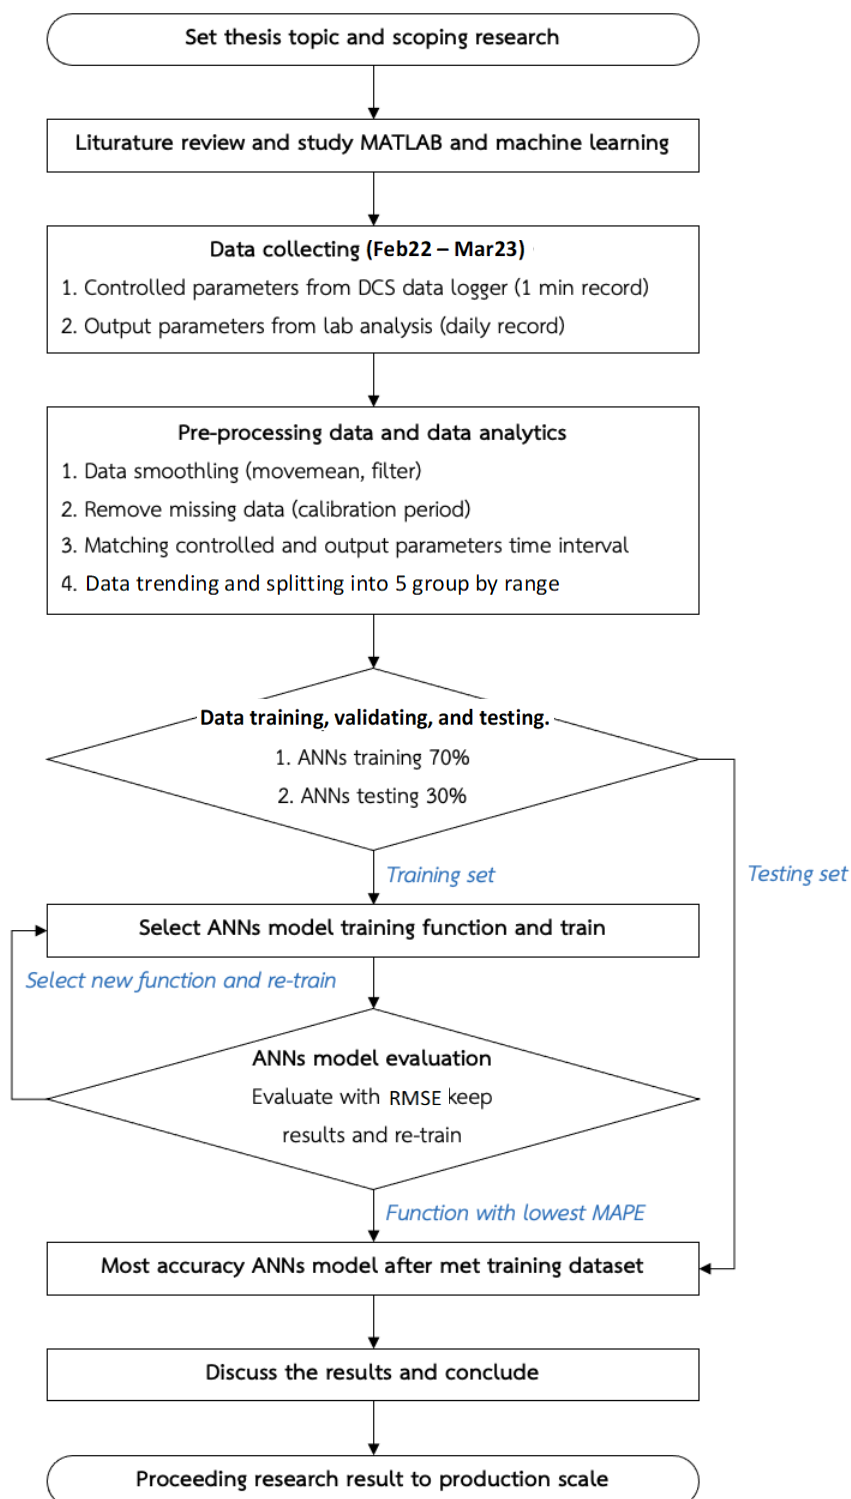 Set thesis topic and scoping research
Liturature review and study MATLAB and machine learning
Data collecting (Feb22 – Mar23)
1. Controlled parameters from DCS data logger (1 min record)
2. Output parameters from lab analysis (daily record)
Pre-processing data and data analytics
1. Data smoothling (movemean, filter)
2. Remove missing data (calibration period)
3. Matching controlled and output parameters time interval
4. Data trending and splitting into 5 group by range
Data training, validating, and testing.
1. ANNs training 70%
2. ANNs testing 30%
Training set
Testing set
Select ANNs model training function and train
Select new function and re-train
ANNs model evaluation
Evaluate with RMSE keep
results and re-train
Function with lowest MAPE
Most accuracy ANNs model after met training dataset
Discuss the results and conclude
Proceeding research result to production scale